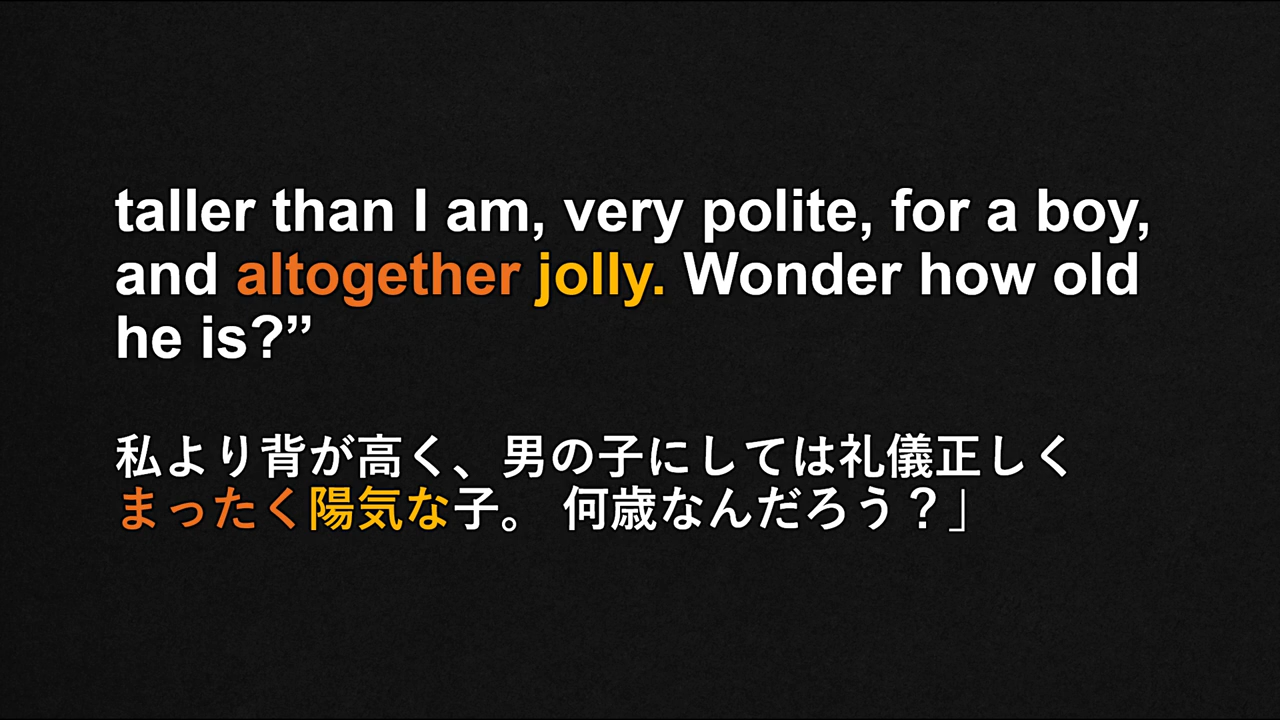 taller than I am, very polite, for a boy,
and altogether jolly. Wonder how old
he is?”
私より背が高く、男の子にしては礼儀正しく
まったく陽気な子。 何歳なんだろう？」